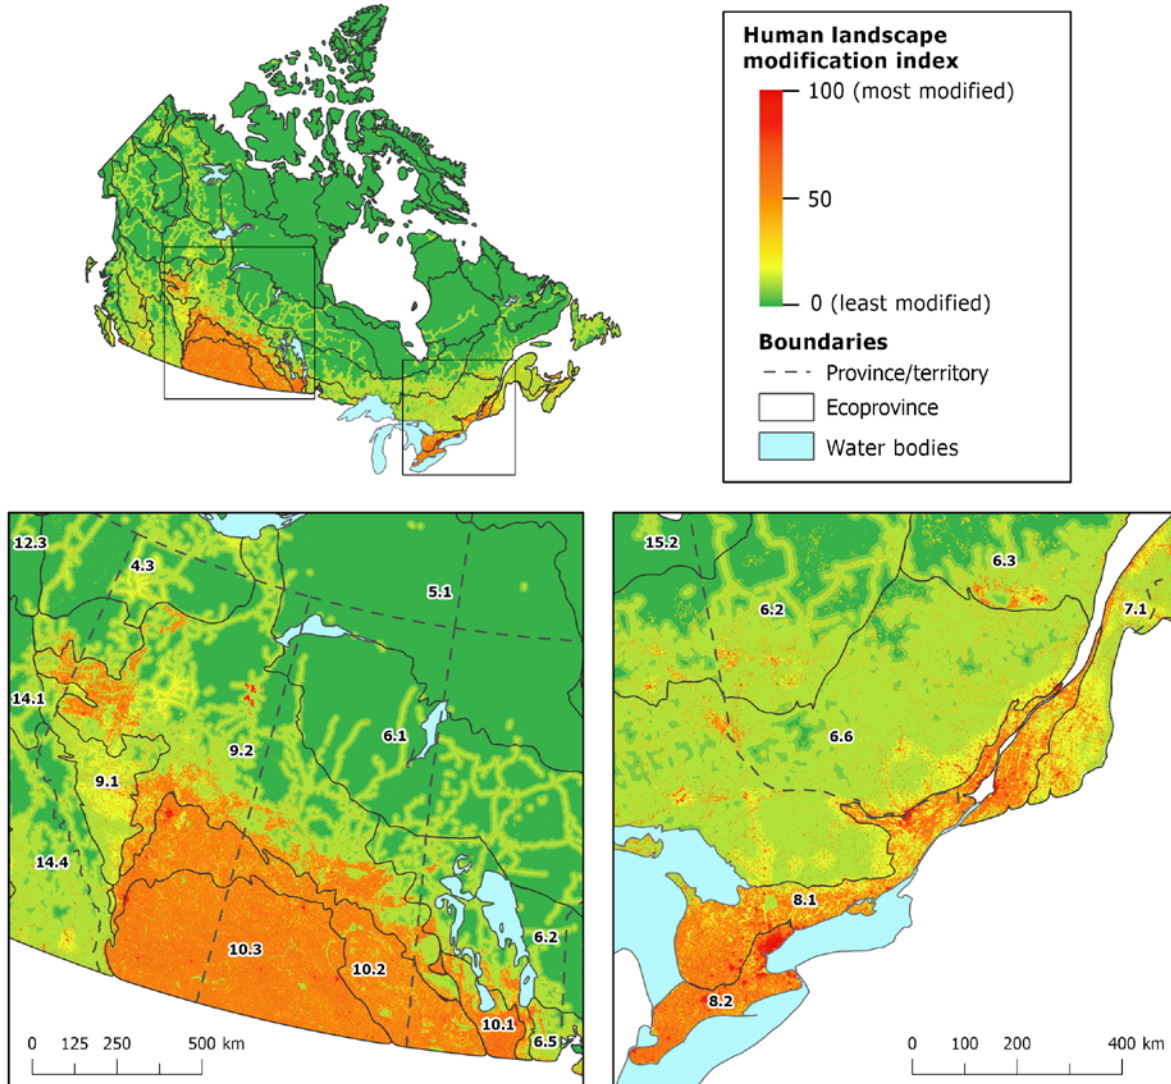 Human landscape
modification index
100 (most modified)
50
0 (least modified)
Boundaries
Province/territory
Ecoprovince
Water bodies
12.3
4.3
5.1
14.1
9.2
6.1
9.1
14.4
10.3
10.2
6.2
10.1
6.5
0 125 250 500 km
15.2
6.3
6.2
7.1
6.6
8.1
8.2
0 100 200 400 km